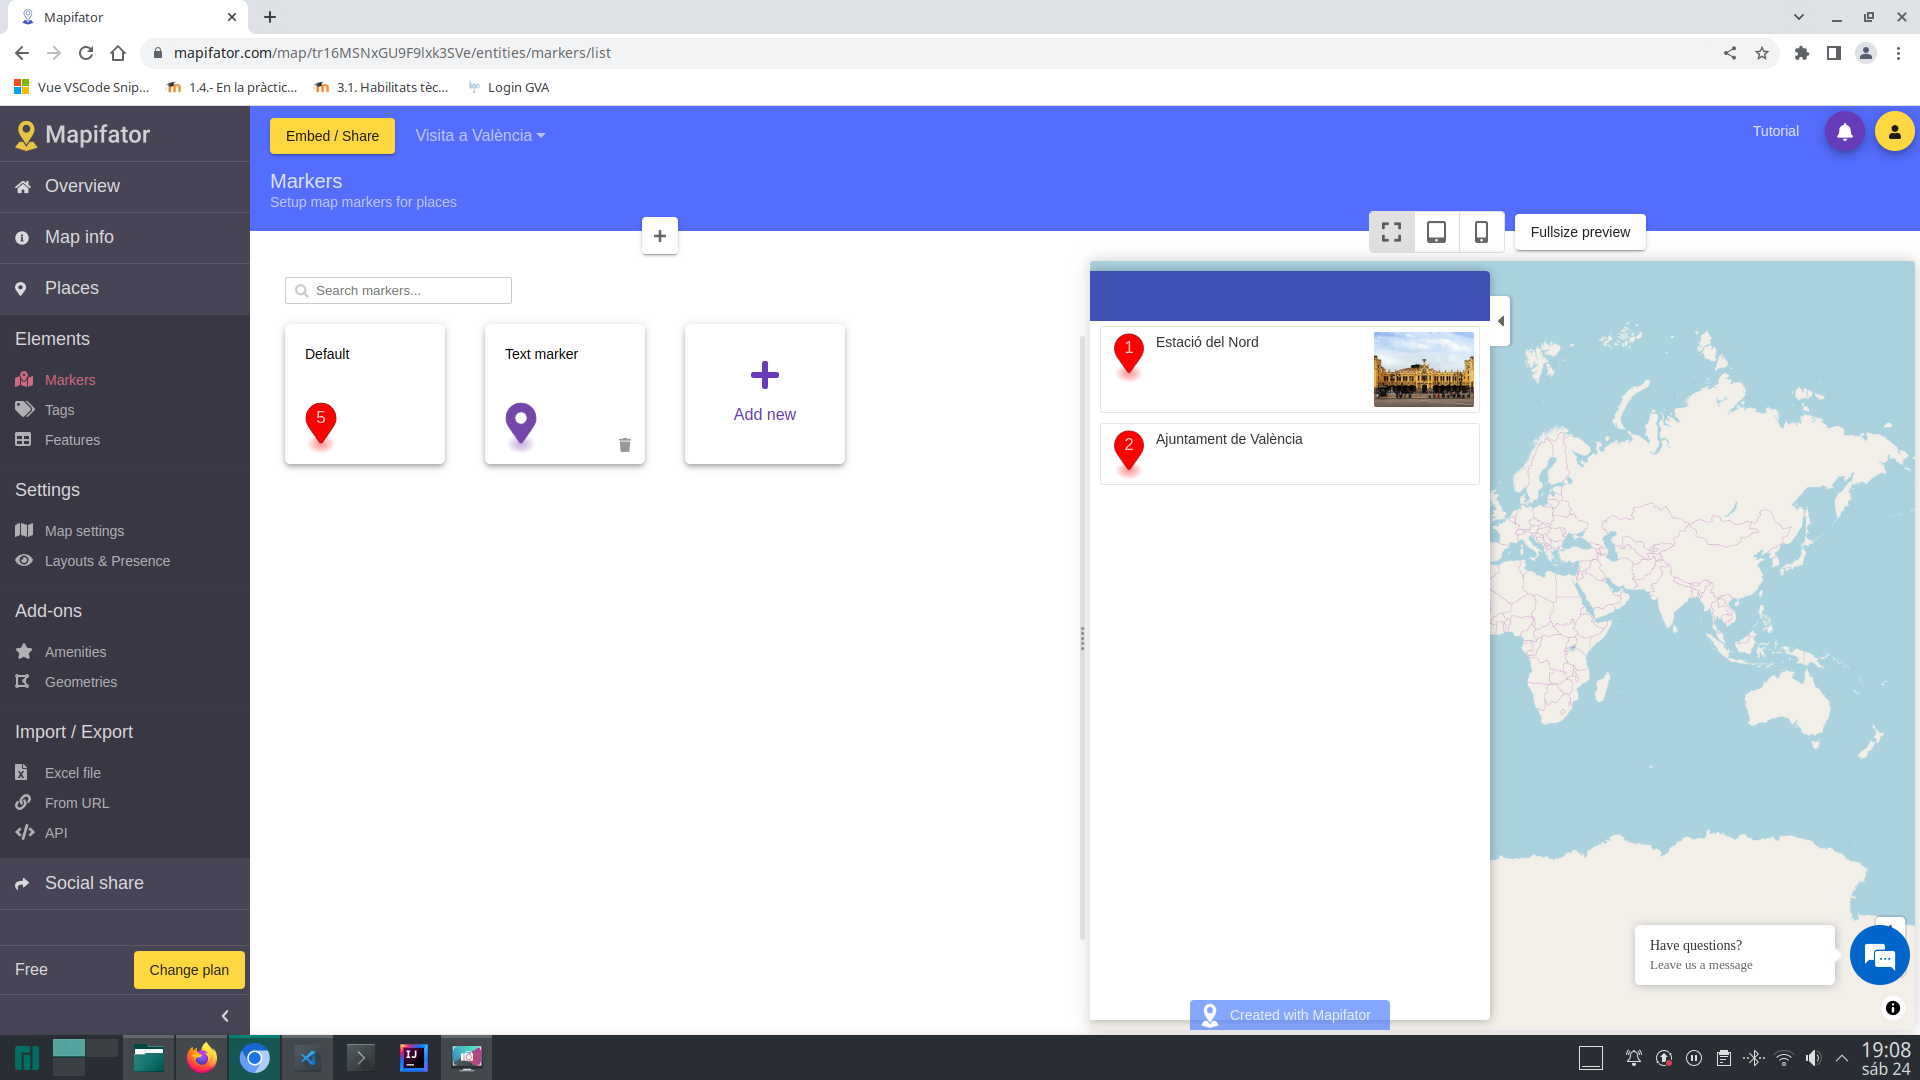 Mapifator
mapifator.com/map/tr16MSNxGU9F9lxk3SVe/entities/markers/list
Vue VSCode Snip...
1.4.- En la pràctic...
3.1. Habilitats tèc...
Login GVA
Mapifator
Embed / Share
Visita a València
Tutorial
Markers
Setup map markers for places
Fullsize preview
Overview
Map info
Places
Elements
Markers
Tags
Features
Settings
Map settings
Layouts & Presence
Add-ons
Amenities
Geometries
Import / Export
Excel file
From URL
API
Social share
Free
Change plan
Search markers...
Default
5
Text marker
Add new
1
Estació del Nord
2
Ajuntament de València
Created with Mapifator
Have questions?
Leave us a message
IJ
19:08
sáb 24